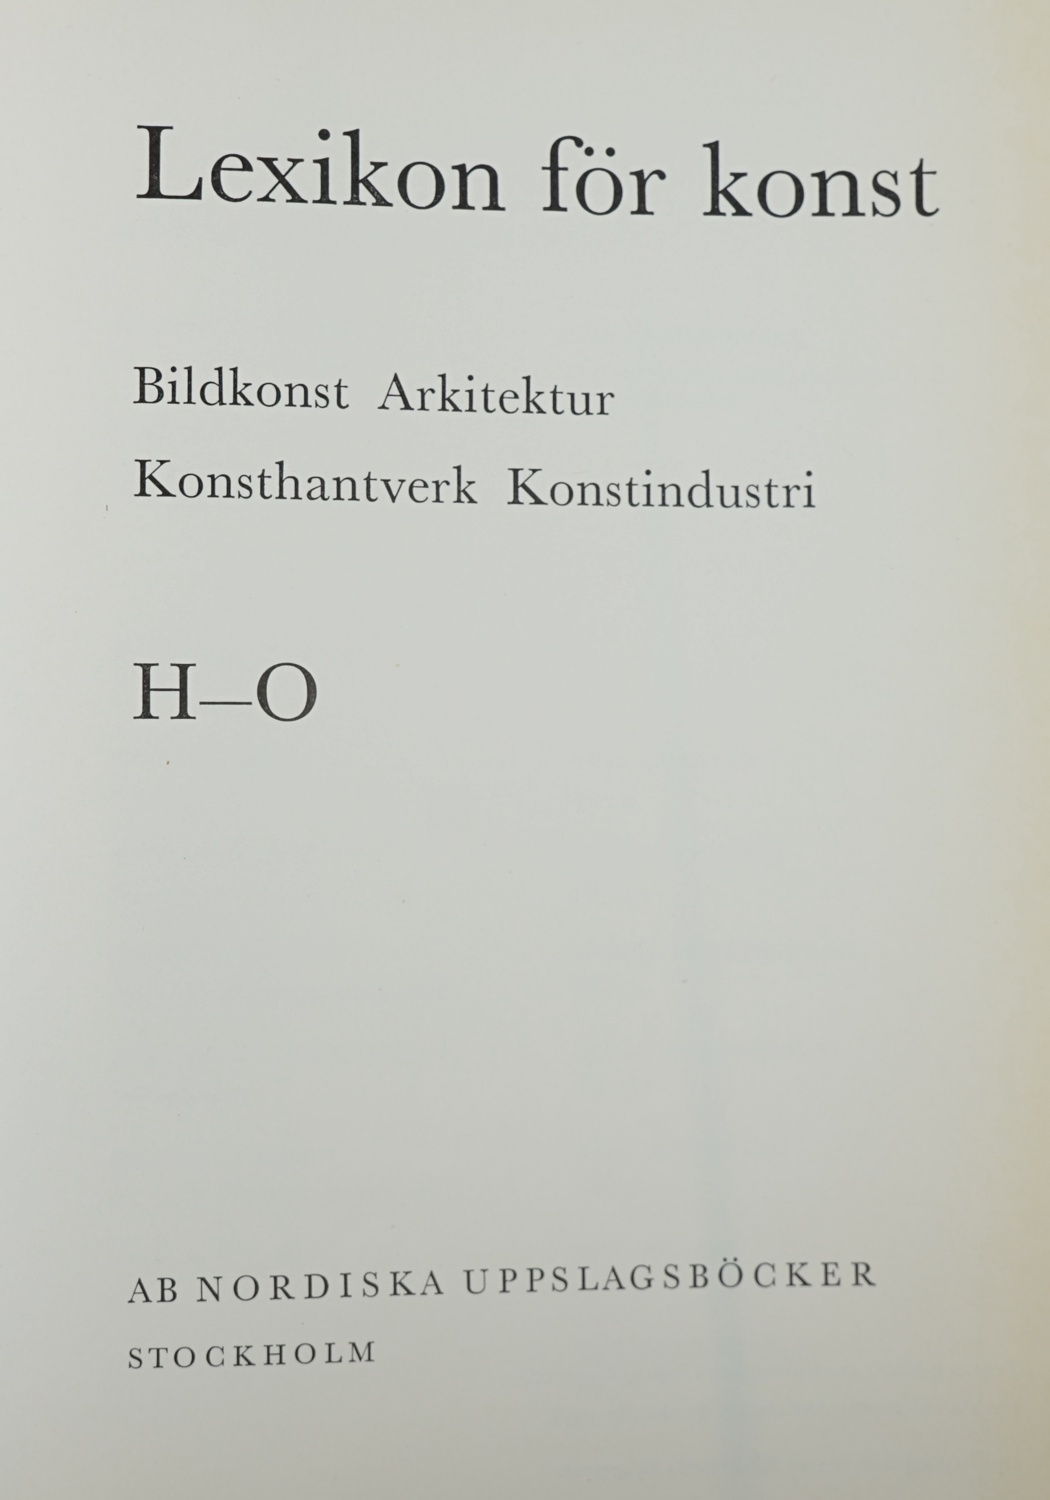 Lexikon för konst
Bildkonst Arkitektur
Konsthantverk Konstindustri
H—O
AB NORDISKA UPPSLAGSBÖCKER
STOCKHOLM